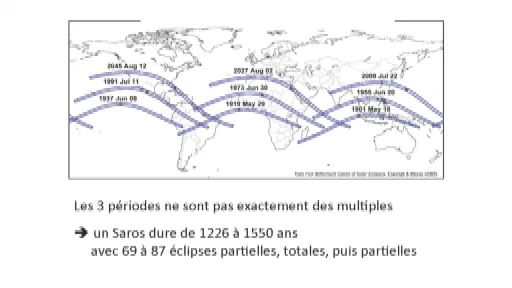 2045 Aug 12
2027 Aug 02
2009 Jul 22
1991 Jul 11
1973 Jun 30
1955 Jun 20
1937 Jun 08
1919 May 29
1901 May 18
Les 3 périodes ne sont pas exactement des multiples
➔ un Saros dure de 1226 à 1550 ans
avec 69 à 87 éclipses partielles, totales, puis partielles